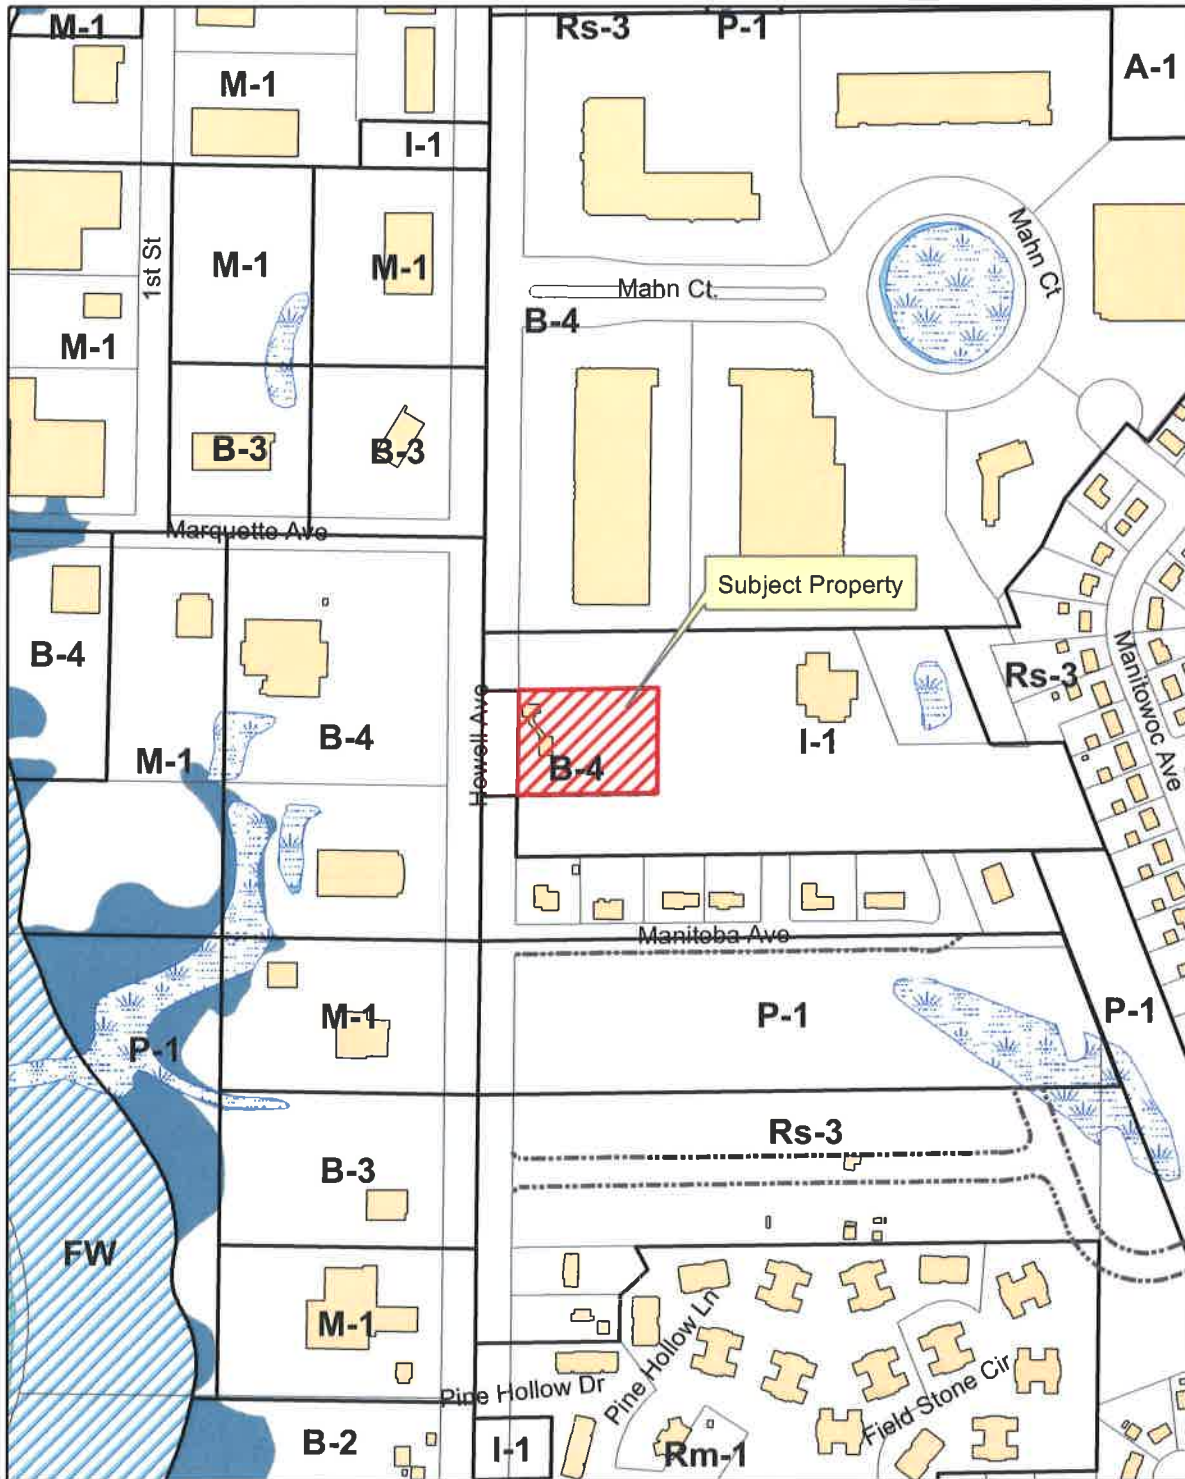 M-1
Rs-3
P-1
A-1
M-1
I-1
1st St
M-1
M-1
Mahn Ct
Mahn Ct.
B-4
M-1
B-3
B-3
Marquette Ave
Subject Property
B-4
Rs-3
Manitowoc Ave
M-1
B-4
Howell Ave
B-4
I-1
Manitoba Ave
M-1
P-1
P-1
P-1
Rs-3
B-3
FW
M-1
Pine Hollow Ln
Pine Hollow Dr
Field Stone Cir
B-2
I-1
Rm-1